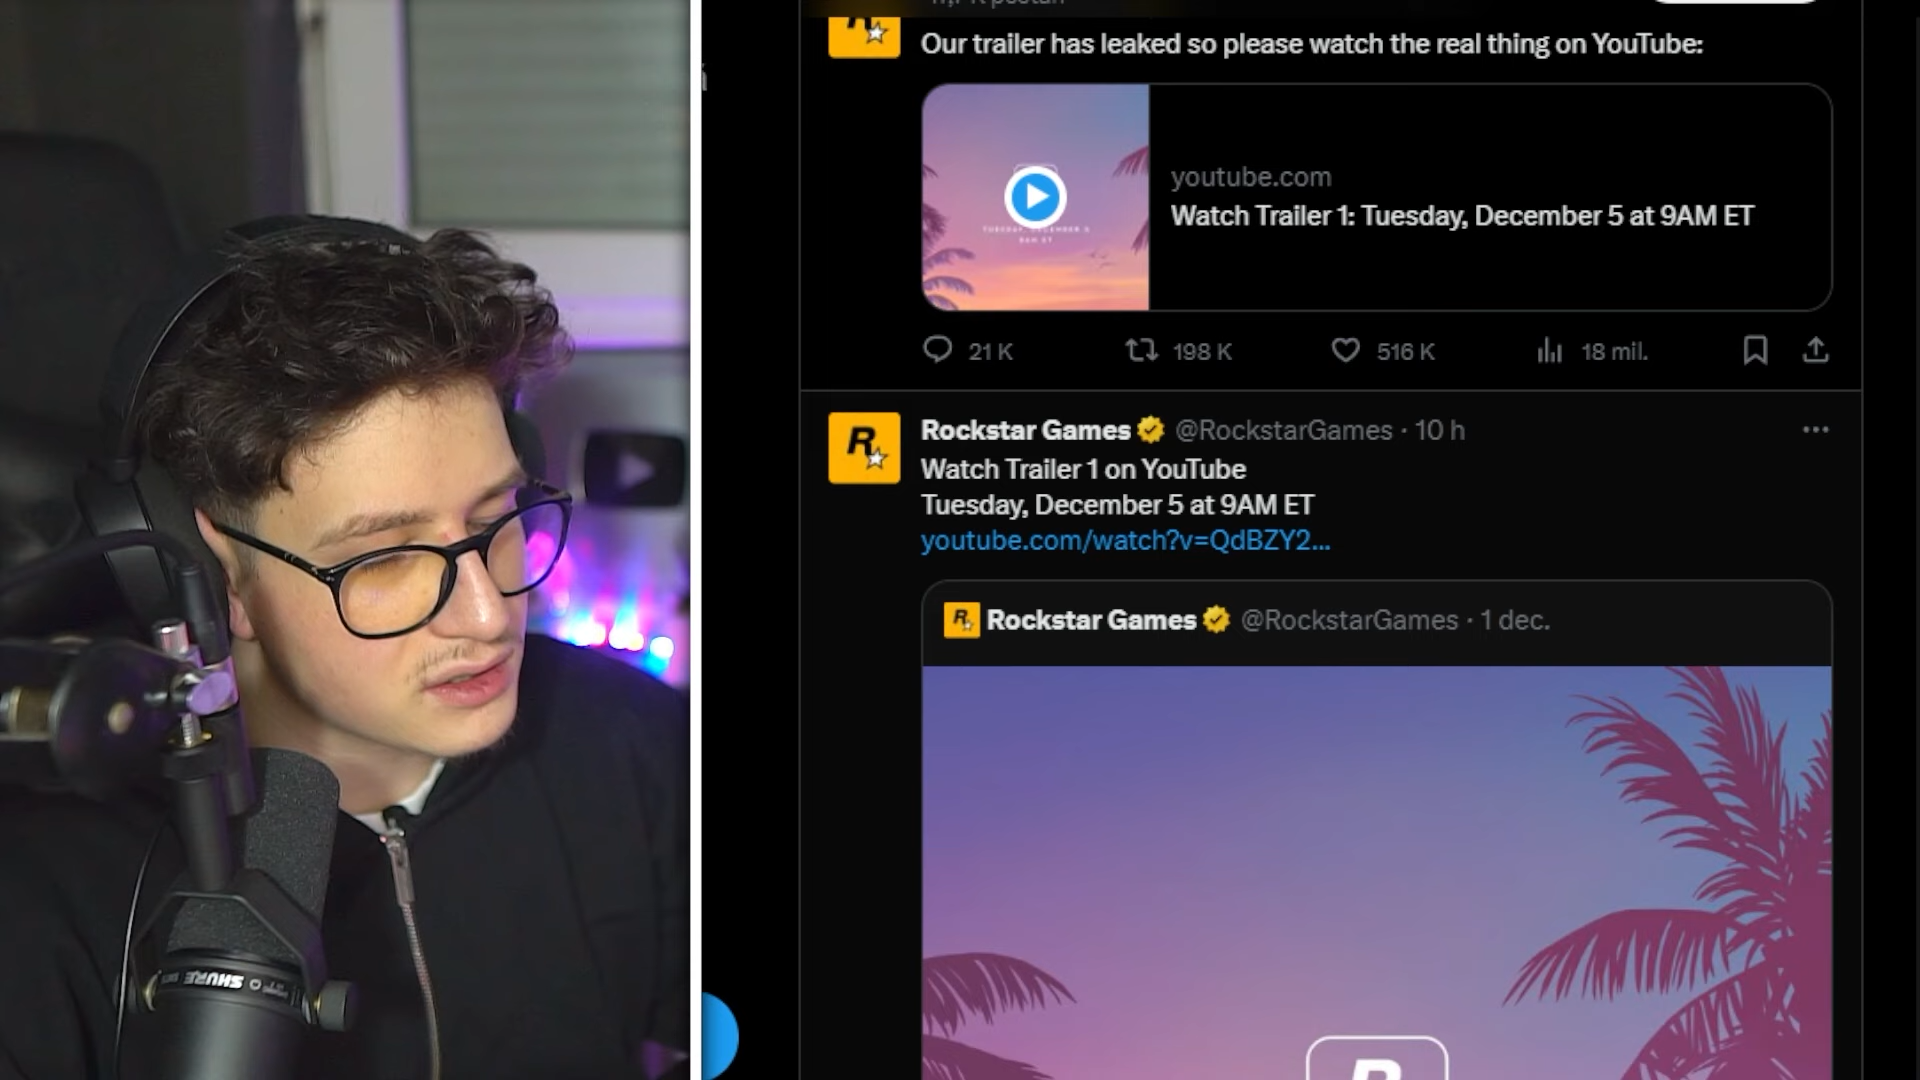 Our trailer has leaked so please watch the real thing on YouTube:
youtube.com
Watch Trailer 1: Tuesday, December 5 at 9AM ET
21 K 198 K 516 K 18 mil.
Rockstar Games @RockstarGames · 10 h
Watch Trailer 1 on YouTube
Tuesday, December 5 at 9AM ET
youtube.com/watch?v=QdBZY2...
Rockstar Games @RockstarGames · 1 dec.
SHURE